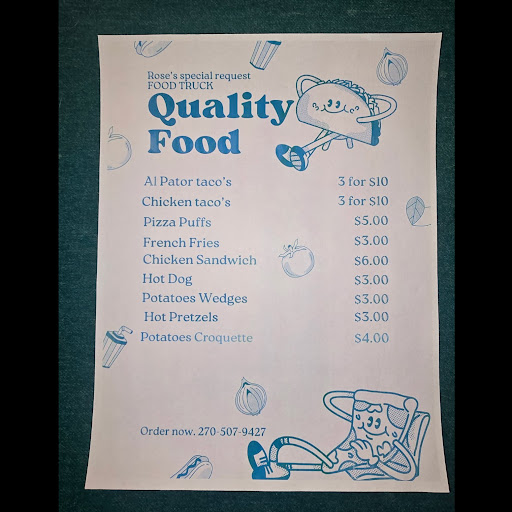 Rose's special request
FOOD TRUCK
Quality
Food
Al Pator taco's 3 for $10
Chicken taco's 3 for $10
Pizza Puffs $5.00
French Fries $3.00
Chicken Sandwich $6.00
Hot Dog $3.00
Potatoes Wedges $3.00
Hot Pretzels $3.00
Potatoes Croquette $4.00
Order now. 270-507-9427